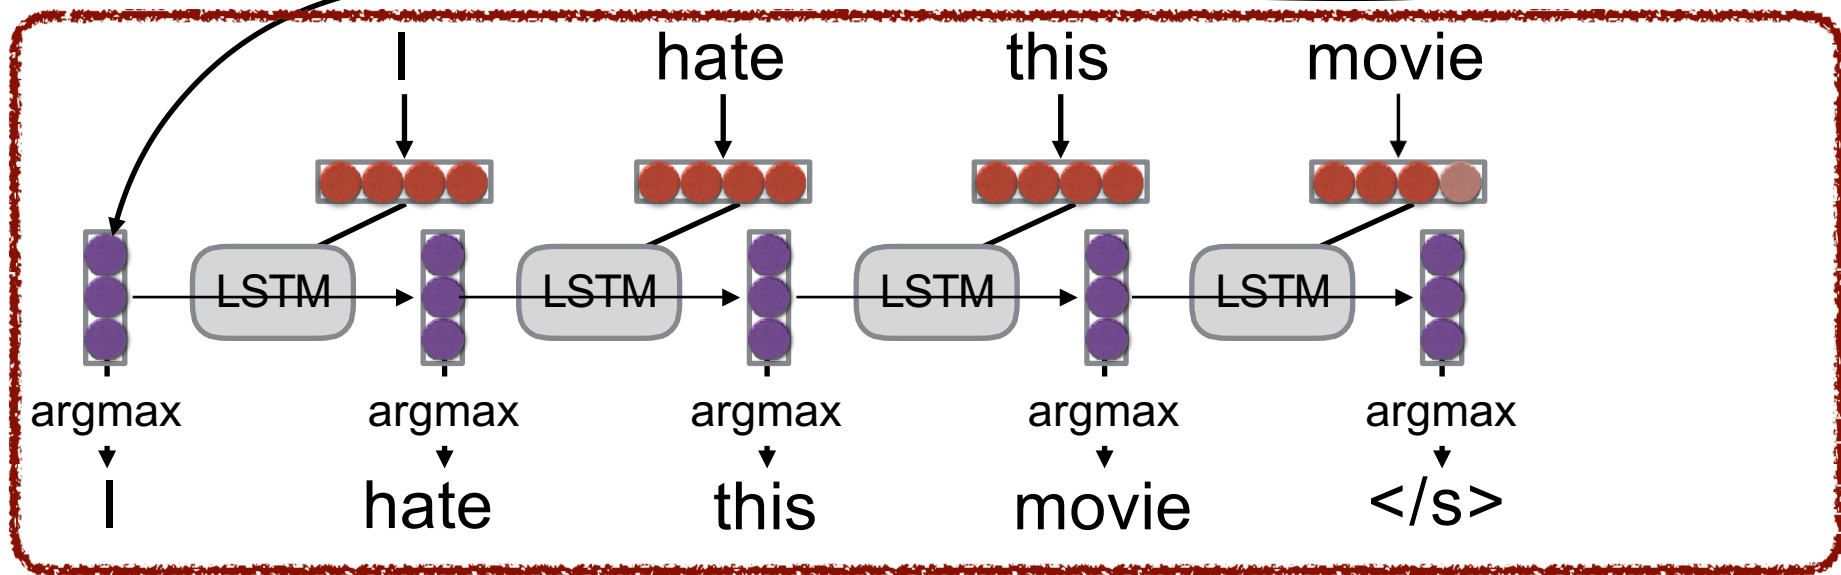 I hate this movie
LSTM LSTM LSTM LSTM
argmax argmax argmax argmax argmax
I hate this movie </s>